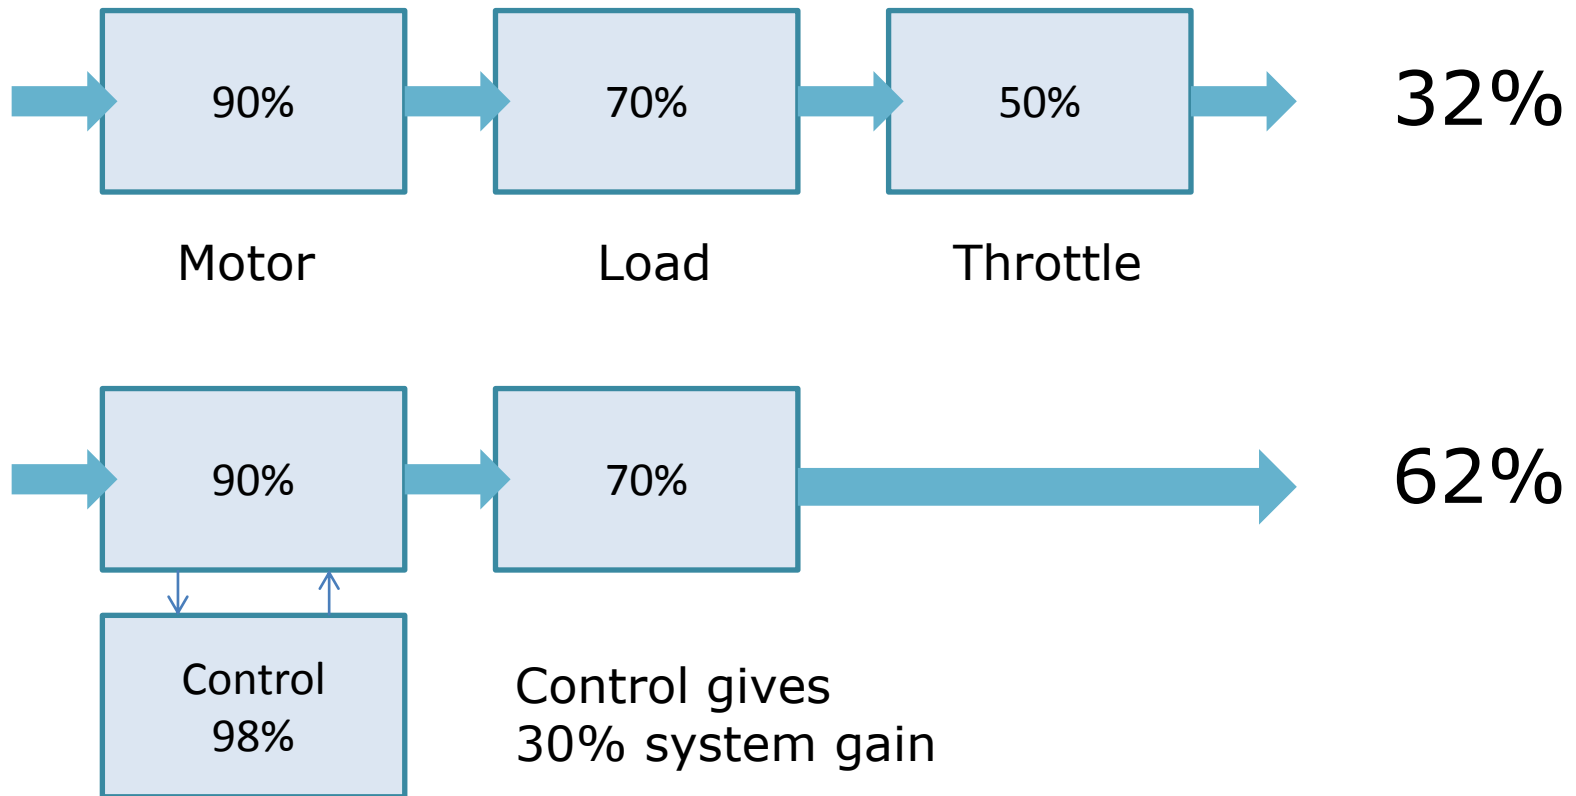 90%
70%
50%
32%
Motor
Load
Throttle
90%
70%
62%
Control
98%
Control gives
30% system gain